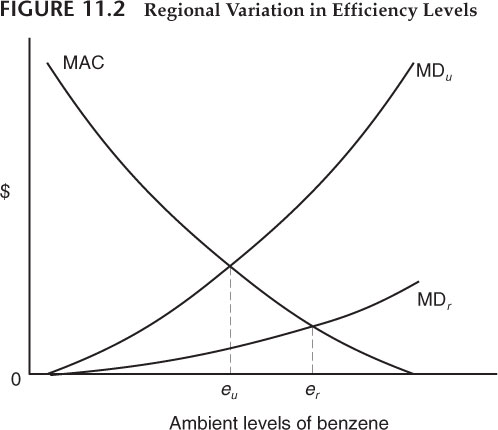 FIGURE 11.2 Regional Variation in Efficiency Levels
MAC
MDu
$
MDr
0
eu
er
Ambient levels of benzene